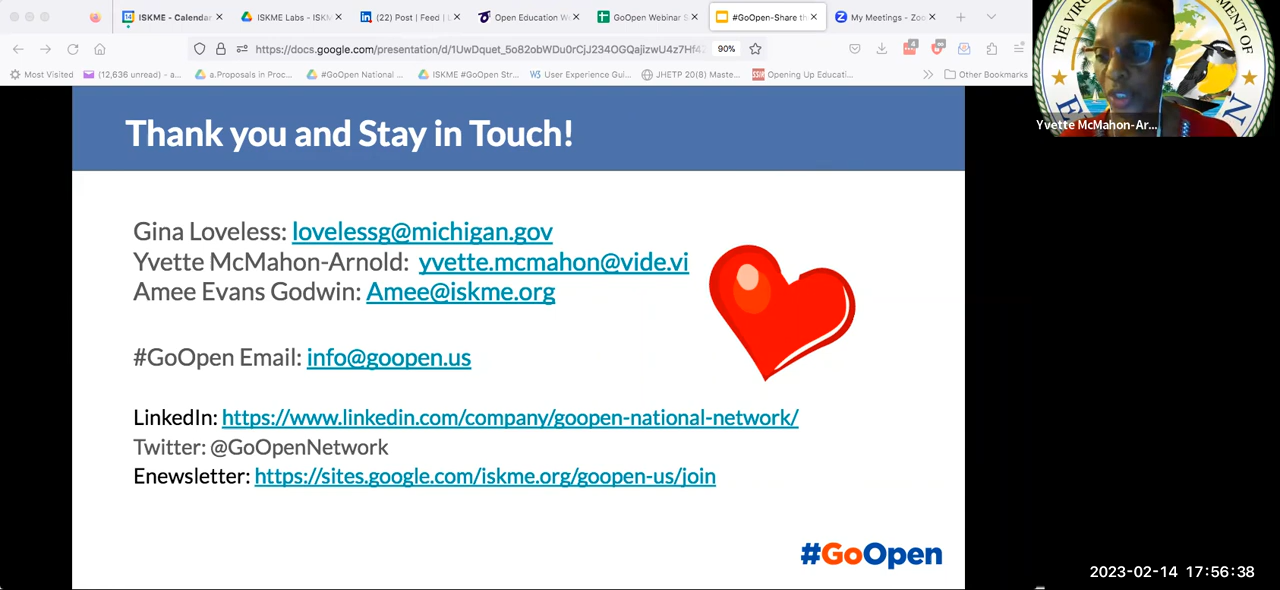 ISKME - Calendar
ISKME Labs - ISKM
(22) Post | Feed | L
Open Education W
GoOpen Webinar S
#GoOpen-Share th
My Meetings - Zoo
https://docs.google.com/presentation/d/1UwDquet_5o82obWDu0rCjJ234OGQajizwU4z7Hf4
90%
Most Visited
(12,636 unread) - a...
a.Proposals in Proc...
#GoOpen National ...
ISKME #GoOpen Str...
User Experience Gui...
JHETP 20(8) Maste...
Opening Up Educati...
Other Bookmarks
Yvette McMahon-Ar...
Thank you and Stay in Touch!
Gina Loveless: lovelessg@michigan.gov
Yvette McMahon-Arnold: yvette.mcmahon@vide.vi
Amee Evans Godwin: Amee@iskme.org
#GoOpen Email: info@goopen.us
LinkedIn: https://www.linkedin.com/company/goopen-national-network/
Twitter: @GoOpenNetwork
Enewsletter: https://sites.google.com/iskme.org/goopen-us/join
#GoOpen
2023-02-14 17:56:38